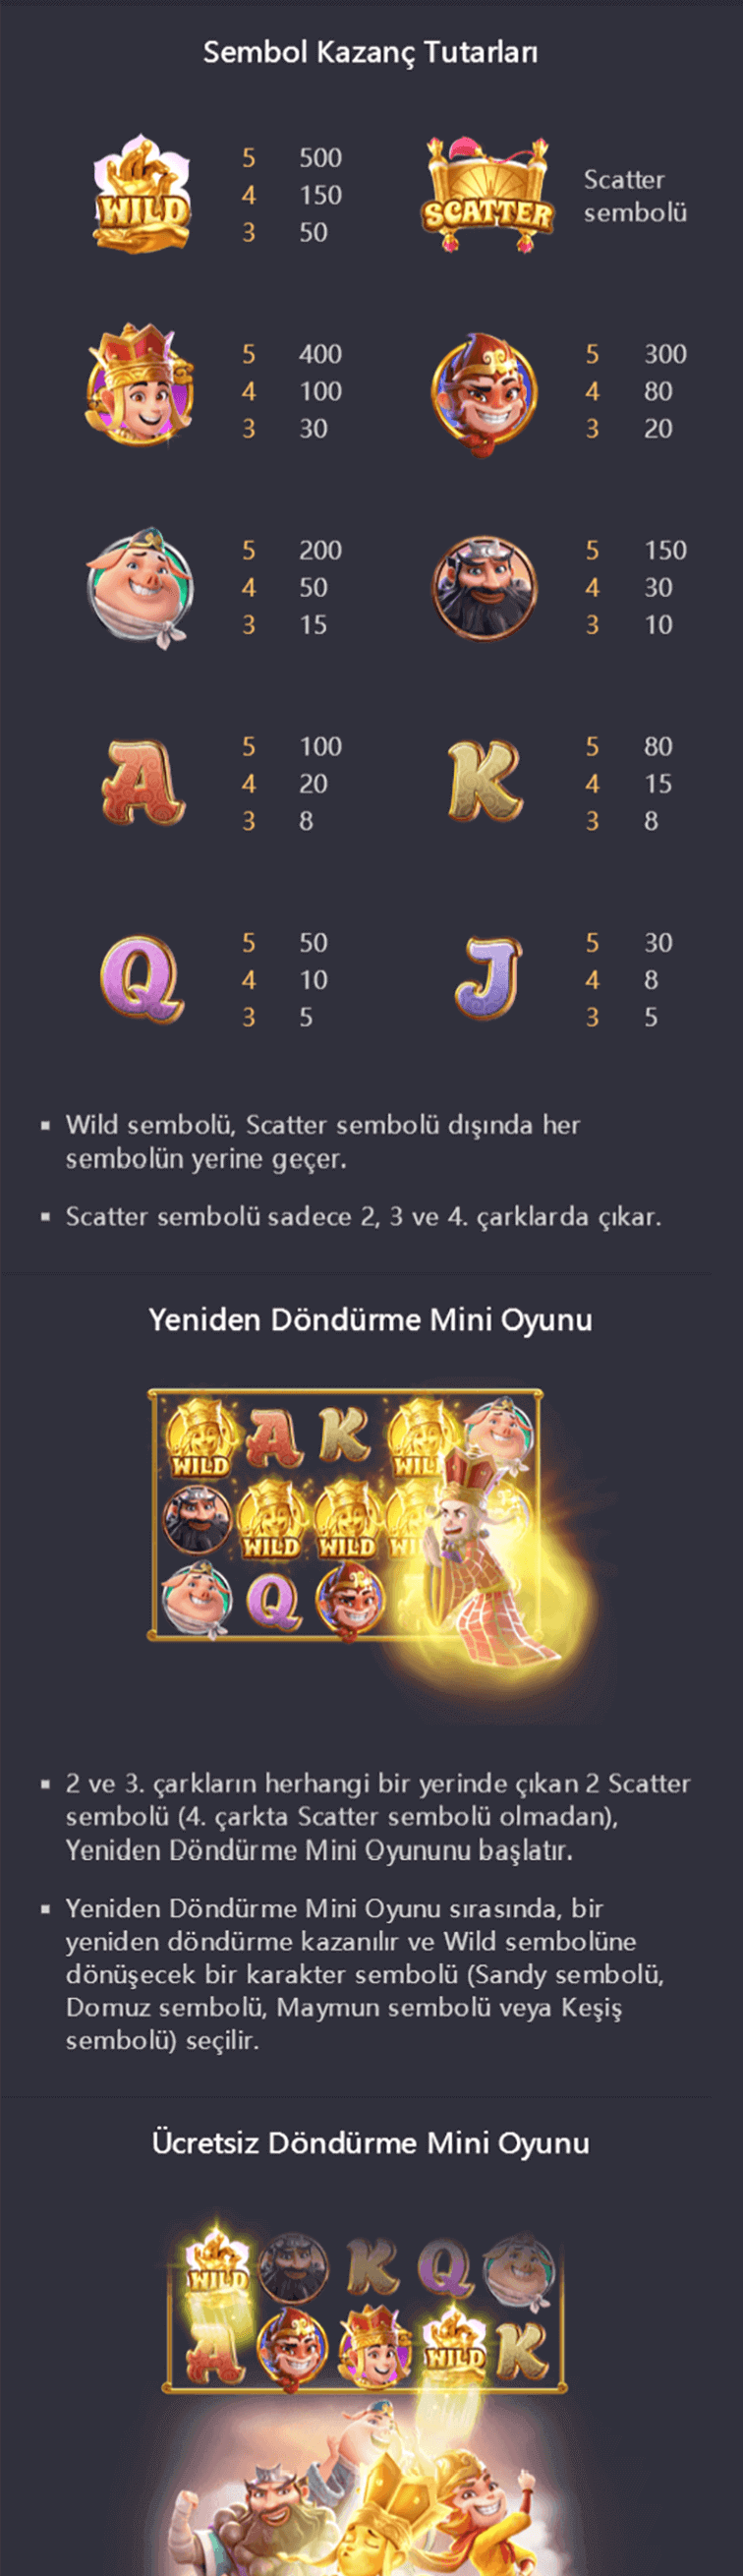 Sembol Kazanç Tutarları
WILD
5 500
4 150
3 50
SCATTER
Scatter
sembolü
5 400
4 100
3 30
5 300
4 80
3 20
5 200
4 50
3 15
5 150
4 30
3 10
A
5 100
4 20
3 8
K
5 80
4 15
3 8
Q
5 50
4 10
3 5
J
5 30
4 8
3 5
▪ Wild sembolü, Scatter sembolü dışında her
sembolün yerine geçer.
▪ Scatter sembolü sadece 2, 3 ve 4. çarklarda çıkar.
Yeniden Döndürme Mini Oyunu
WILD A K WILD
WILD WILD WI
Q
▪ 2 ve 3. çarkların herhangi bir yerinde çıkan 2 Scatter
sembolü (4. çarkta Scatter sembolü olmadan),
Yeniden Döndürme Mini Oyununu başlatır.
▪ Yeniden Döndürme Mini Oyunu sırasında, bir
yeniden döndürme kazanılır ve Wild sembolüne
dönüşecek bir karakter sembolü (Sandy sembolü,
Domuz sembolü, Maymun sembolü veya Keşiş
sembolü) seçilir.
Ücretsiz Döndürme Mini Oyunu
WILD K Q
A WILD K